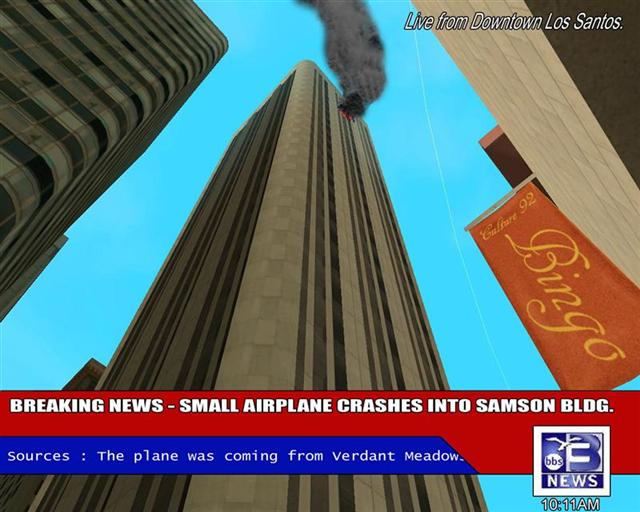 Live from Downtown Los Santos.
Culture 92
Bingo
BREAKING NEWS - SMALL AIRPLANE CRASHES INTO SAMSON BLDG.
Sources : The plane was coming from Verdant Meadows
bbs 3
NEWS
10:11AM